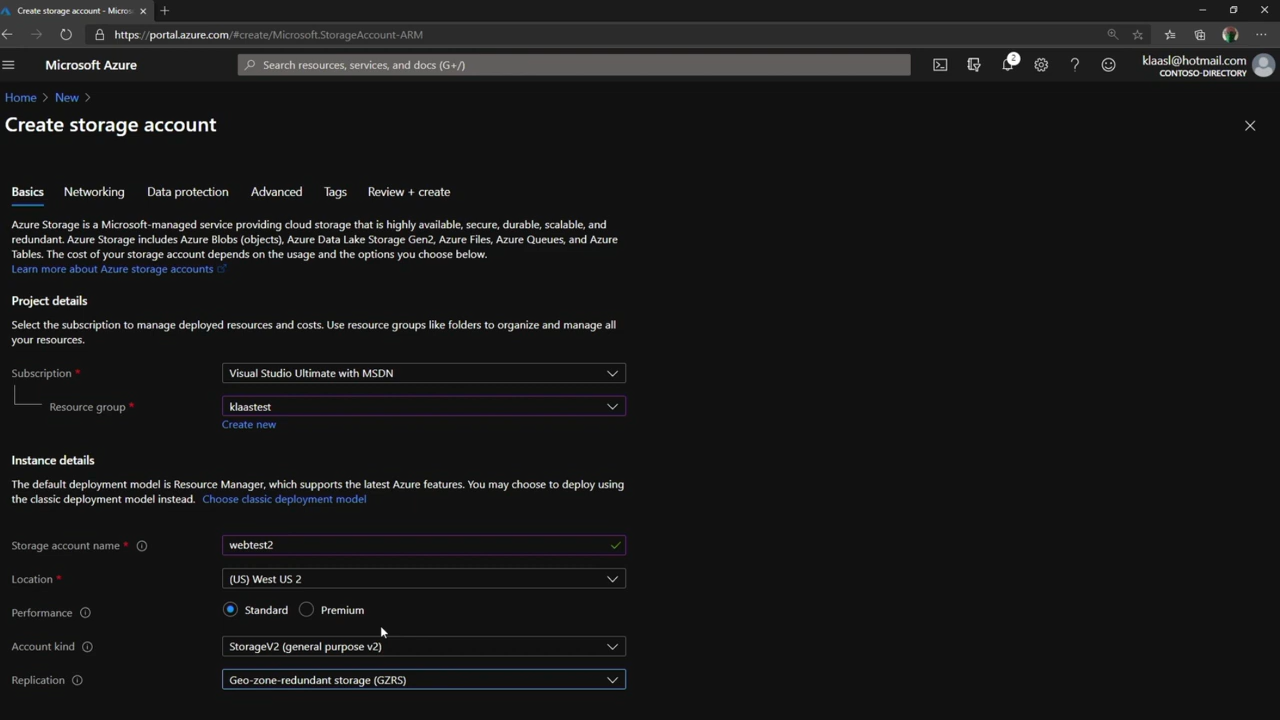 Create storage account - Micros
https://portal.azure.com/#create/Microsoft.StorageAccount-ARM
Microsoft Azure
Search resources, services, and docs (G+/)
2
klaasl@hotmail.com
CONTOSO-DIRECTORY
Home > New >
Create storage account
Basics Networking Data protection Advanced Tags Review + create
Azure Storage is a Microsoft-managed service providing cloud storage that is highly available, secure, durable, scalable, and
redundant. Azure Storage includes Azure Blobs (objects), Azure Data Lake Storage Gen2, Azure Files, Azure Queues, and Azure
Tables. The cost of your storage account depends on the usage and the options you choose below.
Learn more about Azure storage accounts
Project details
Select the subscription to manage deployed resources and costs. Use resource groups like folders to organize and manage all
your resources.
Subscription * Visual Studio Ultimate with MSDN
Resource group * klaastest
Create new
Instance details
The default deployment model is Resource Manager, which supports the latest Azure features. You may choose to deploy using
the classic deployment model instead. Choose classic deployment model
Storage account name * webtest2
Location * (US) West US 2
Performance Standard Premium
Account kind StorageV2 (general purpose v2)
Replication Geo-zone-redundant storage (GZRS)